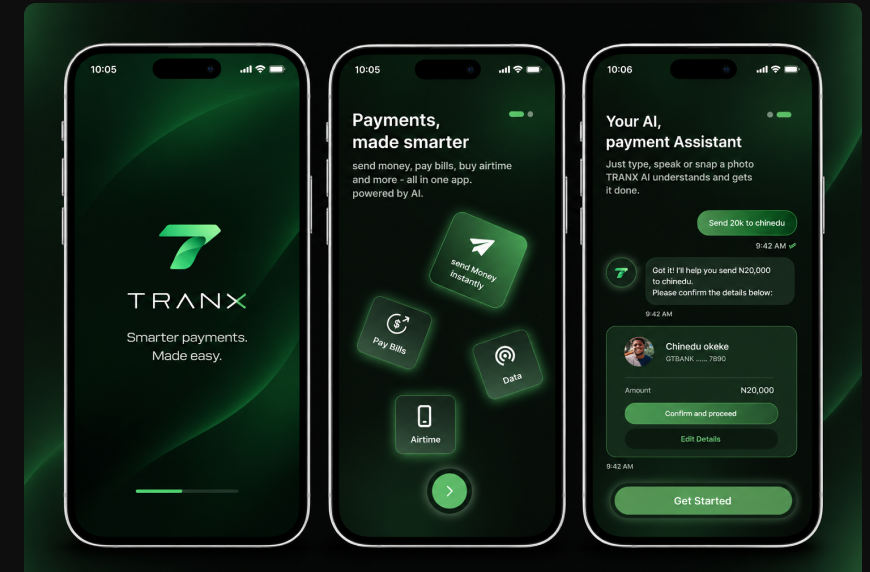 10:05
TRANX
Smarter payments.
Made easy.
10:05
Payments,
made smarter
send money, pay bills, buy airtime
and more - all in one app.
powered by AI.
send Money
instantly
Pay Bills
Data
Airtime
10:06
Your AI,
payment Assistant
Just type, speak or snap a photo
TRANX AI understands and gets
it done.
Send 20k to chinedu
9:42 AM
Got it! I'll help you send N20,000
to chinedu.
Please confirm the details below:
9:42 AM
Chinedu okeke
GTBANK ...... 7890
Amount N20,000
Confirm and proceed
Edit Details
9:42 AM
Get Started